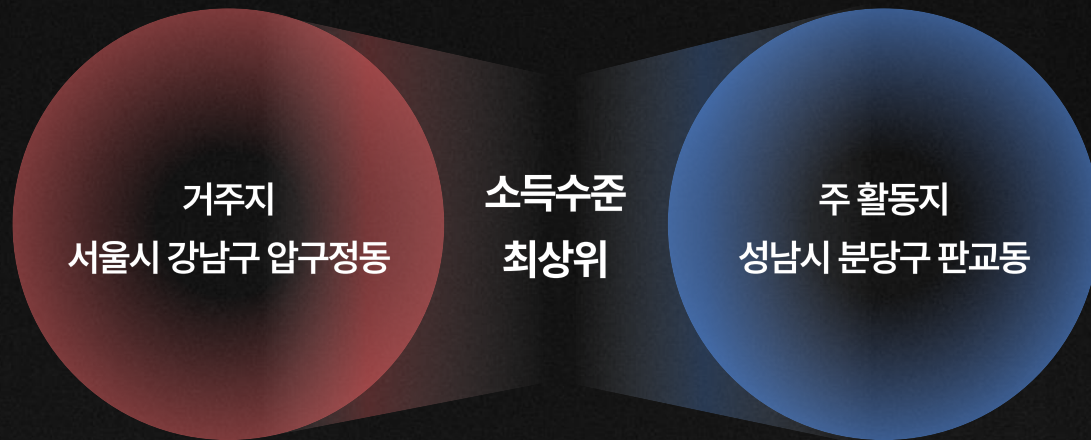 거주지
서울시 강남구 압구정동
소득수준
최상위
주 활동지
성남시 분당구 판교동